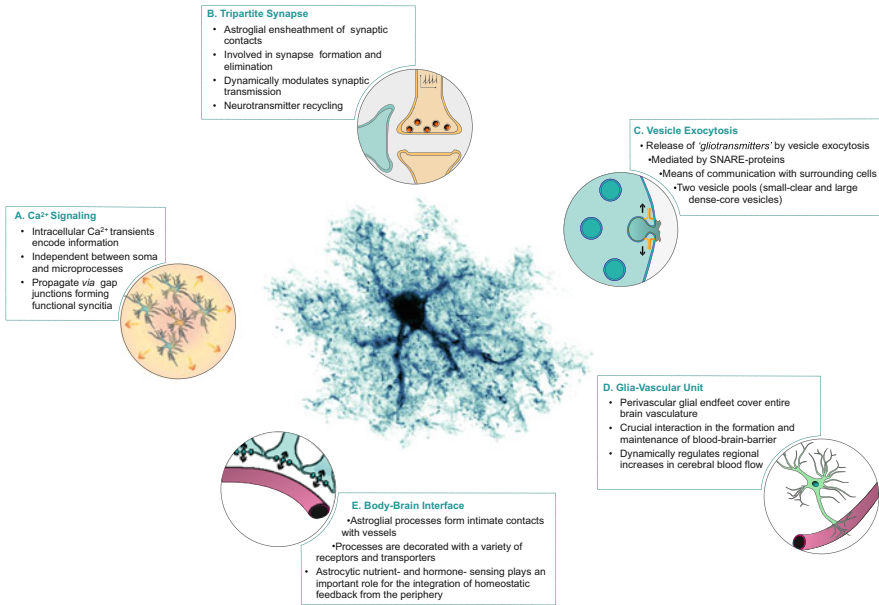 B. Tripartite Synapse
• Astroglial ensheathment of synaptic
contacts
• Involved in synapse formation and
elimination
• Dynamically modulates synaptic
transmission
• Neurotransmitter recycling
C. Vesicle Exocytosis
• Release of ‘gliotransmitters’ by vesicle exocytosis
•Mediated by SNARE-proteins
•Means of communication with surrounding cells
•Two vesicle pools (small-clear and large
dense-core vesicles)
A. Ca²⁺ Signaling
• Intracellular Ca²⁺ transients
encode information
• Independent between soma
and microprocesses
• Propagate via gap
junctions forming
functional syncitia
D. Glia-Vascular Unit
• Perivascular glial endfeet cover entire
brain vasculature
• Crucial interaction in the formation and
maintenance of blood-brain-barrier
• Dynamically regulates regional
increases in cerebral blood flow
E. Body-Brain Interface
•Astroglial processes form intimate contacts
with vessels
•Processes are decorated with a variety of
receptors and transporters
• Astrocytic nutrient- and hormone- sensing plays an
important role for the integration of homeostatic
feedback from the periphery